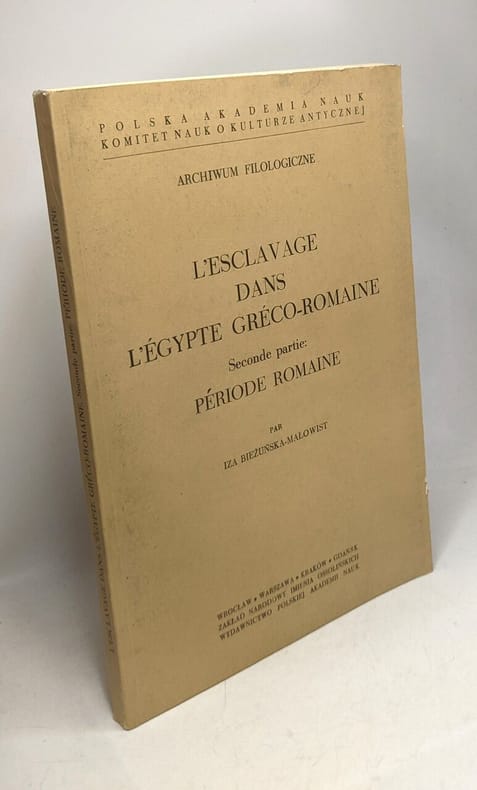 POLSKA AKADEMIA NAUK
KOMITET NAUK O KULTURZE ANTYCZNEJ
ARCHIWUM FILOLOGICZNE
L'ESCLAVAGE
DANS
L'ÉGYPTE GRÉCO-ROMAINE
Seconde partie:
PÉRIODE ROMAINE
PAR
IZA BIEŻUŃSKA-MAŁOWIST
WROCŁAW • WARSZAWA • KRAKÓW • GDAŃSK
ZAKŁAD NARODOWY IMIENIA OSSOLIŃSKICH
WYDAWNICTWO POLSKIEJ AKADEMII NAUK
L'ESCLAVAGE DANS L'ÉGYPTE GRÉCO-ROMAINE Seconde partie: PÉRIODE ROMAINE